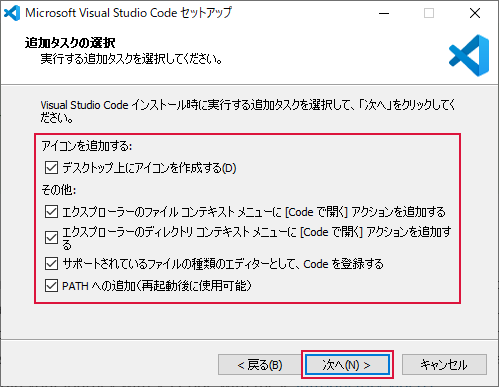 Microsoft Visual Studio Code セットアップ
追加タスクの選択
実行する追加タスクを選択してください。
Visual Studio Code インストール時に実行する追加タスクを選択して、「次へ」をクリックしてく
ださい。
アイコンを追加する:
デスクトップ上にアイコンを作成する(D)
その他:
エクスプローラーのファイル コンテキスト メニューに [Code で開く] アクションを追加する
エクスプローラーのディレクトリ コンテキスト メニューに [Code で開く] アクションを追加す
る
サポートされているファイルの種類のエディターとして、Code を登録する
PATH への追加（再起動後に使用可能）
< 戻る(B)
次へ(N) >
キャンセル